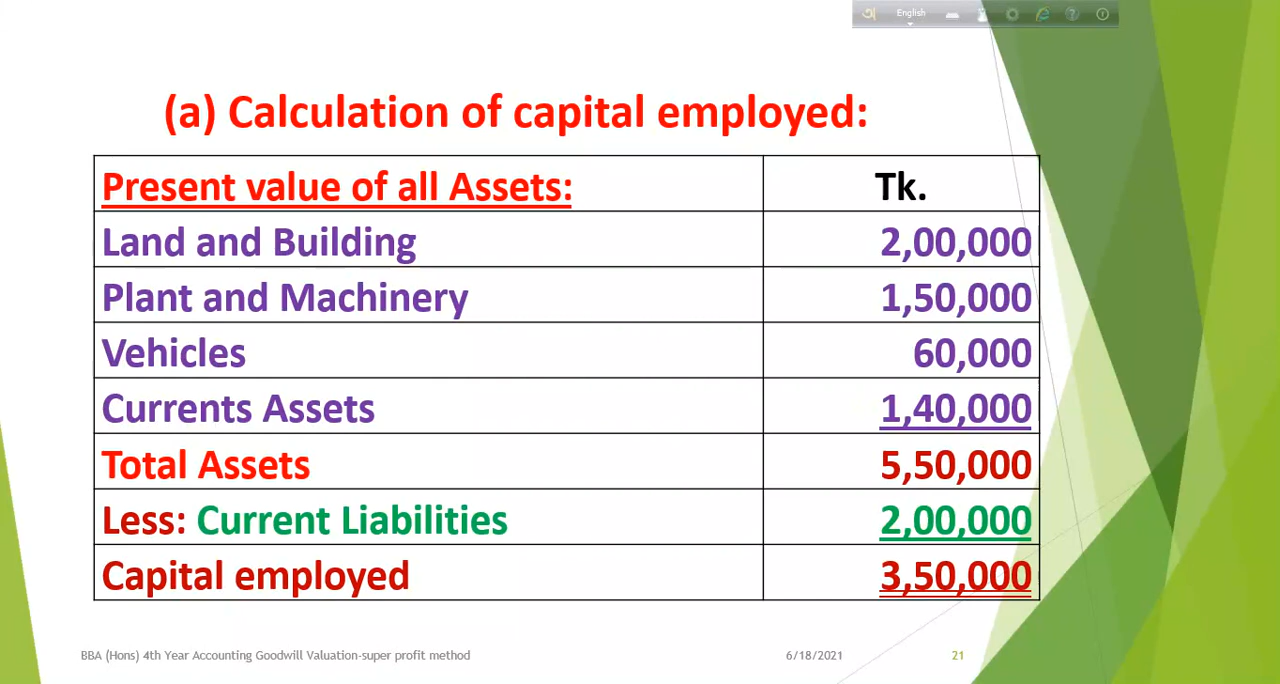 অ English
(a) Calculation of capital employed:
Present value of all Assets: Tk.
Land and Building 2,00,000
Plant and Machinery 1,50,000
Vehicles 60,000
Currents Assets 1,40,000
Total Assets 5,50,000
Less: Current Liabilities 2,00,000
Capital employed 3,50,000
BBA (Hons) 4th Year Accounting Goodwill Valuation-super profit method 6/18/2021 21